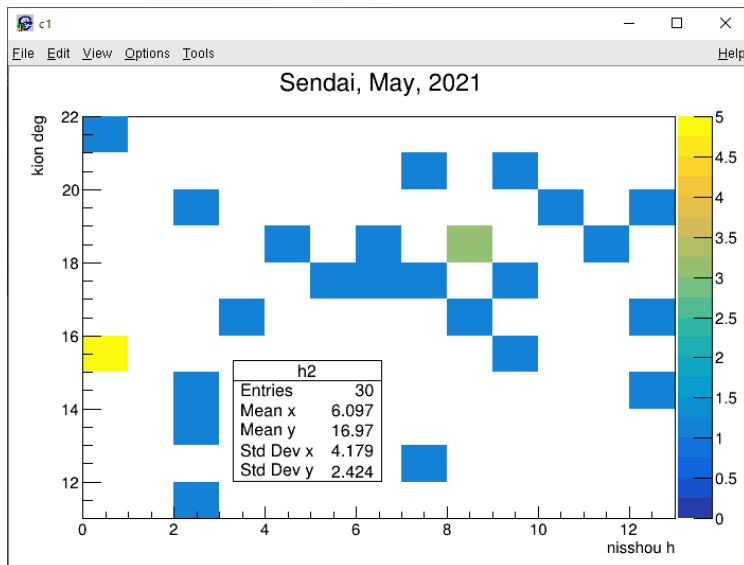 c1
File Edit View Options Tools Help
Sendai, May, 2021
kion deg
22
20
18
16
14
12
0 2 4 6 8 10 12
nisshou h
5
4.5
4
3.5
3
2.5
2
1.5
1
0.5
0
h2
Entries 30
Mean x 6.097
Mean y 16.97
Std Dev x 4.179
Std Dev y 2.424